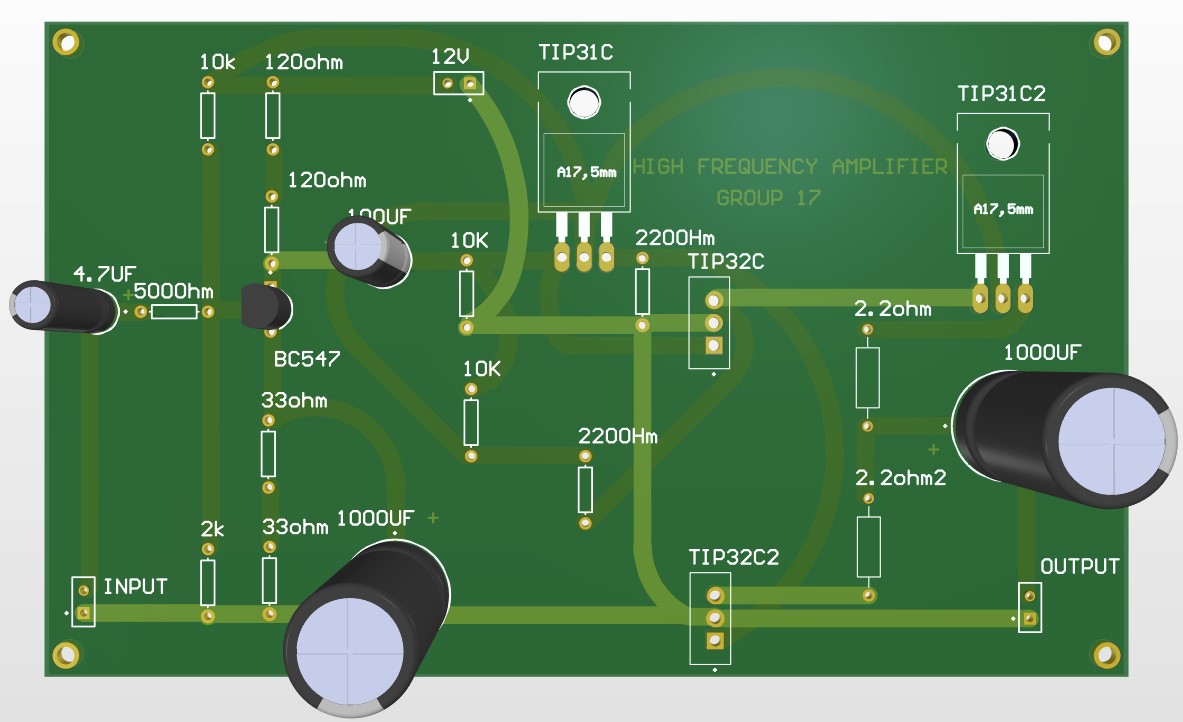 10k 120ohm 12V TIP31C
TIP31C2
A17,5mm HIGH FREQUENCY AMPLIFIER
GROUP 17
120ohm
100UF
A17,5mm
10K 2200Hm
TIP32C
4.7UF
5000hm
2.2ohm
BC547 1000UF
10K
33ohm
2200Hm
2.2ohm2
1000UF
2k 33ohm
TIP32C2
INPUT OUTPUT